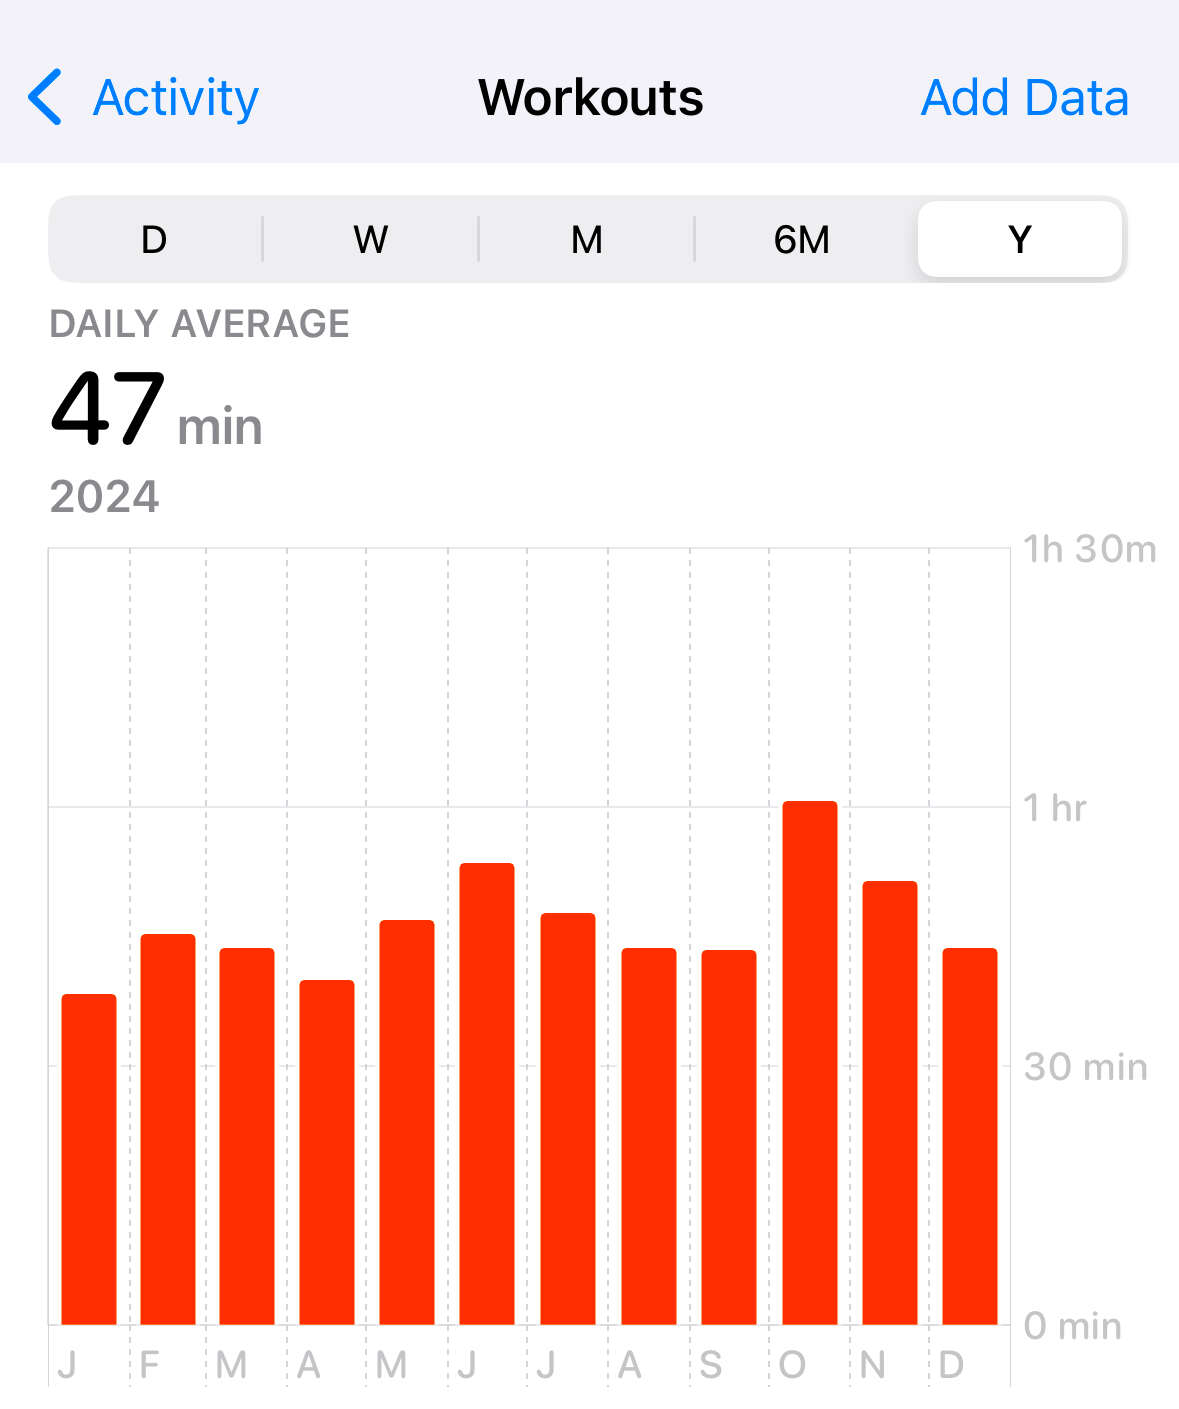 Activity Workouts Add Data
D W M 6M Y
DAILY AVERAGE
47 min
2024
1h 30m
1 hr
30 min
0 min
J F M A M J J A S O N D